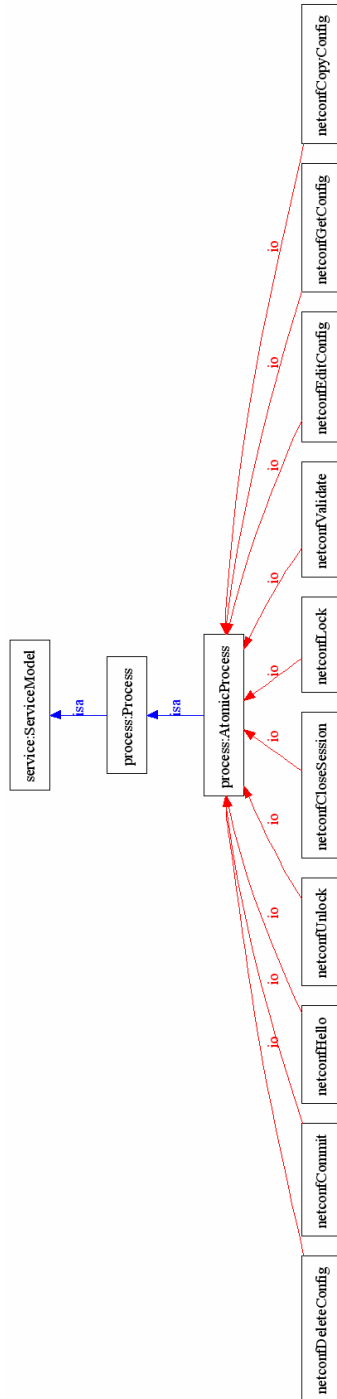 service:ServiceModel
isa
process:Process
isa
process:AtomicProcess
io
io
io
io
io
io
io
io
io
netconfDeleteConfig
netconfCommit
netconfHello
netconfUnlock
netconfCloseSession
netconfLock
netconfValidate
netconfEditConfig
netconfGetConfig
netconfCopyConfig